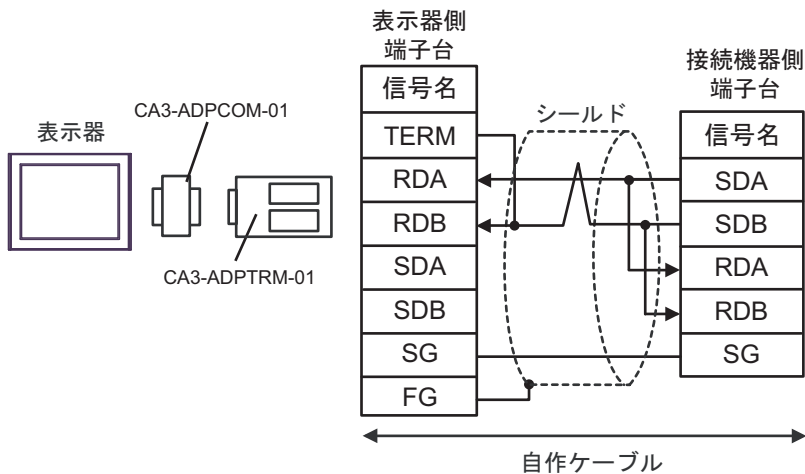 表示器
CA3-ADPCOM-01
CA3-ADPTRM-01
表示器側
端子台
信号名
TERM
RDA
RDB
SDA
SDB
SG
FG
シールド
接続機器側
端子台
信号名
SDA
SDB
RDA
RDB
SG
自作ケーブル